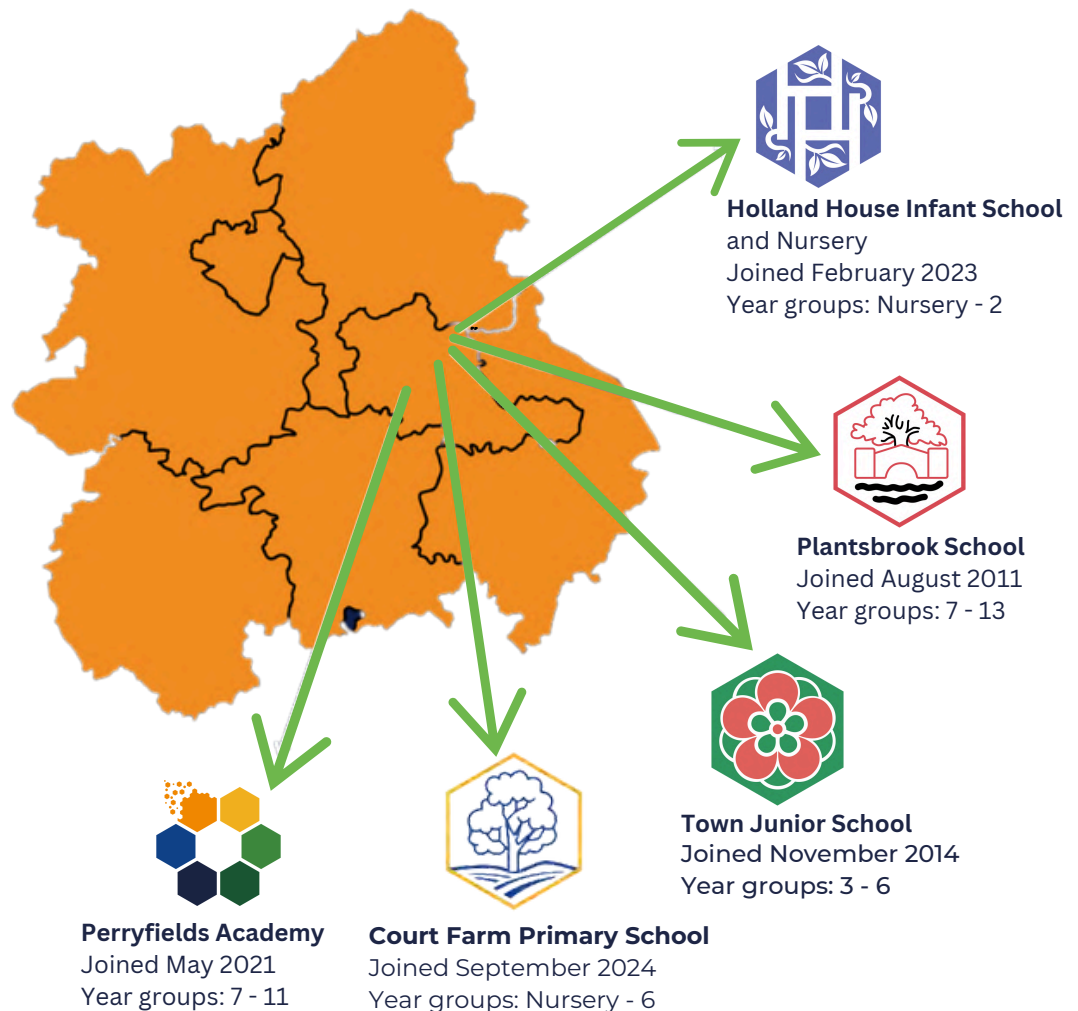 Holland House Infant School
and Nursery
Joined February 2023
Year groups: Nursery - 2
Plantsbrook School
Joined August 2011
Year groups: 7 - 13
Town Junior School
Joined November 2014
Year groups: 3 - 6
Perryfields Academy
Joined May 2021
Year groups: 7 - 11
Court Farm Primary School
Joined September 2024
Year groups: Nursery - 6